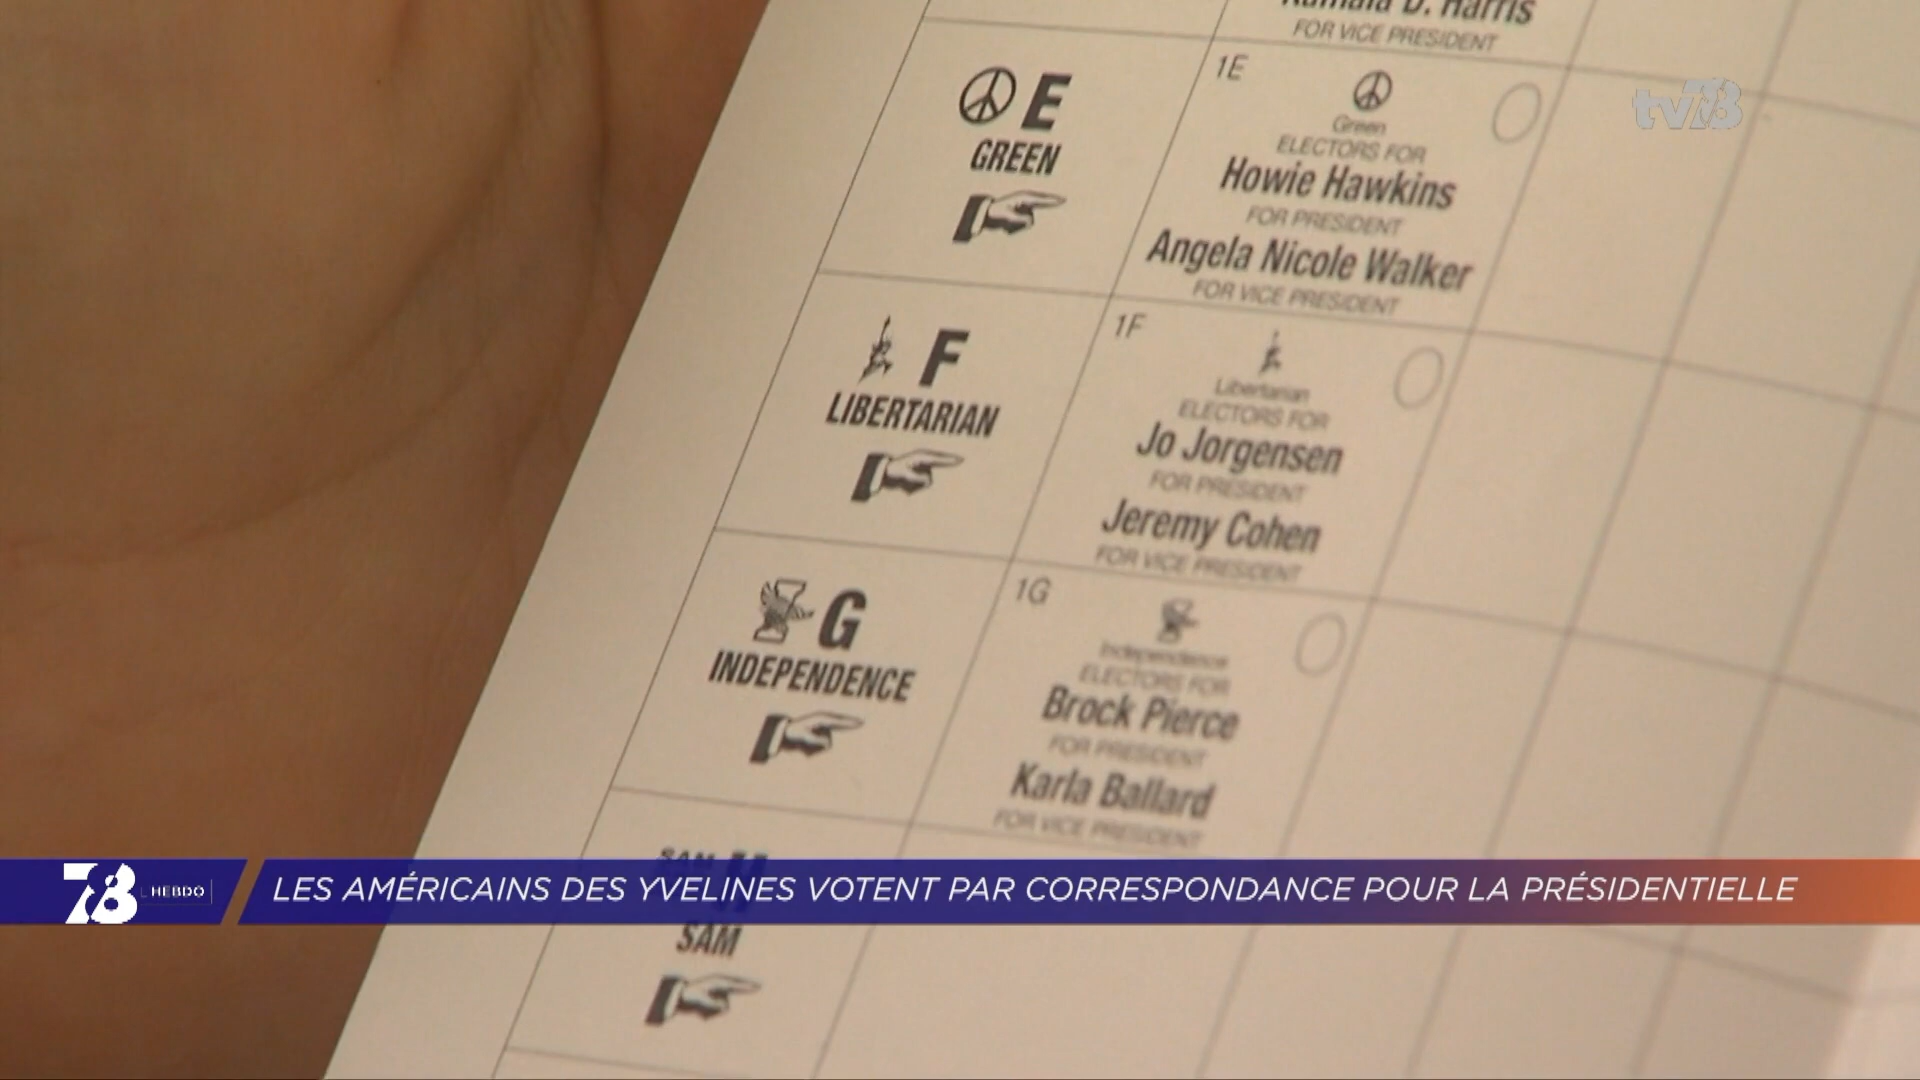 Kamala D. Harris
FOR VICE PRESIDENT
E
GREEN
1E
Green
ELECTORS FOR
Howie Hawkins
FOR PRESIDENT
Angela Nicole Walker
FOR VICE PRESIDENT
tv78
F
LIBERTARIAN
1F
Libertarian
ELECTORS FOR
Jo Jorgensen
FOR PRESIDENT
Jeremy Cohen
FOR VICE PRESIDENT
G
INDEPENDENCE
1G
Independence
ELECTORS FOR
Brock Pierce
FOR PRESIDENT
Karla Ballard
FOR VICE PRESIDENT
SAM
78 L'HEBDO
LES AMÉRICAINS DES YVELINES VOTENT PAR CORRESPONDANCE POUR LA PRÉSIDENTIELLE
SAM